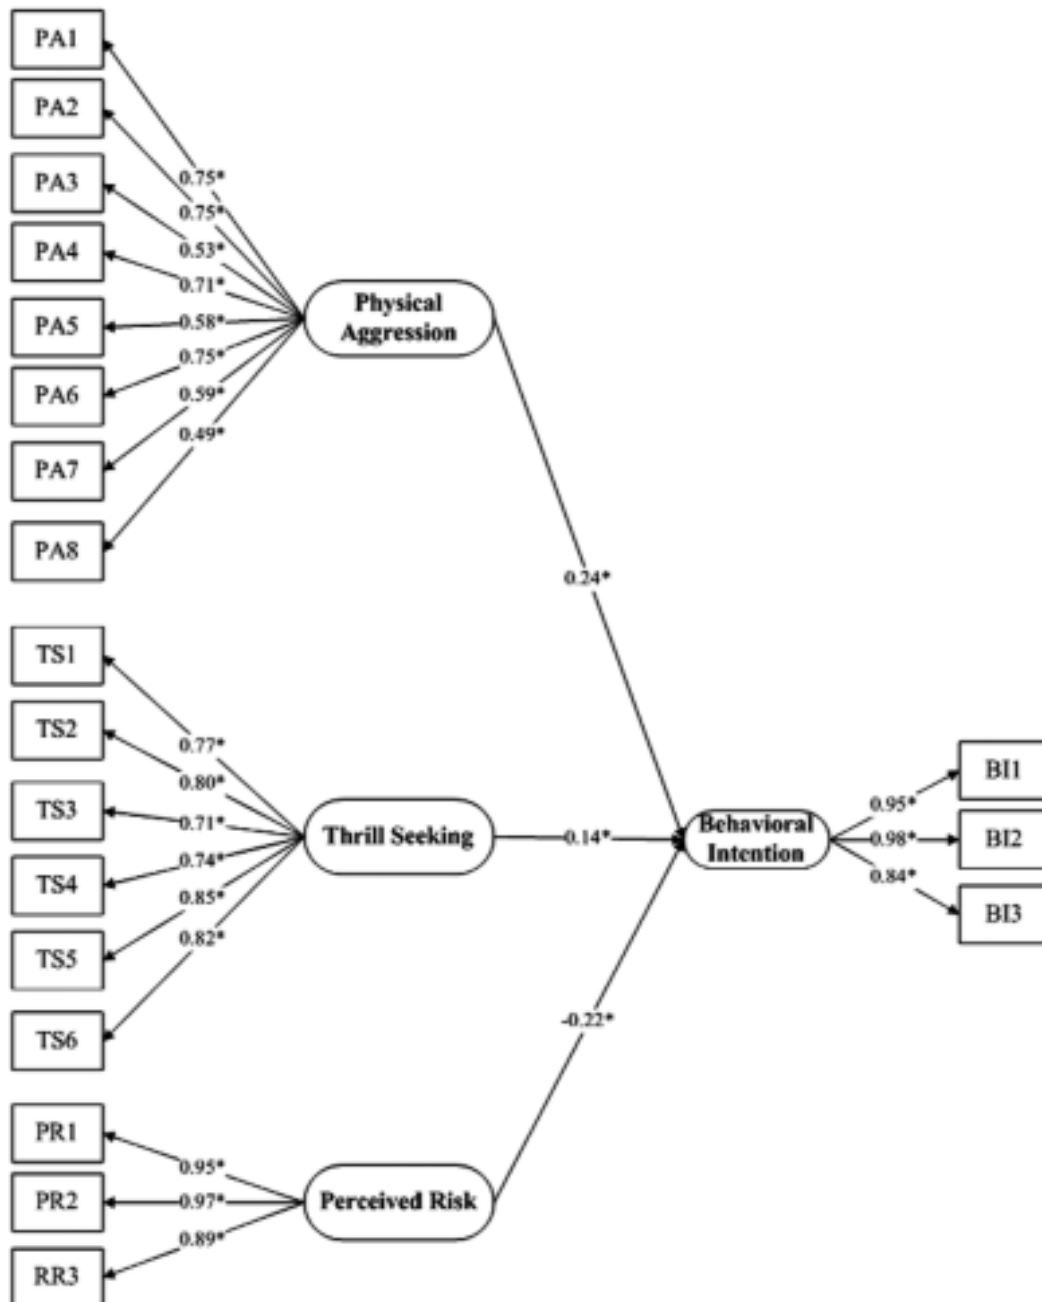 PA1
PA2
PA3
PA4
PA5
PA6
PA7
PA8
0.75*
0.75*
0.53*
0.71*
0.58*
0.75*
0.59*
0.49*
Physical
Aggression
0.24*
TS1
TS2
TS3
TS4
TS5
TS6
0.77*
0.80*
0.71*
0.74*
0.85*
0.82*
Thrill Seeking
0.14*
Behavioral
Intention
0.95*
0.98*
0.84*
BI1
BI2
BI3
-0.22*
PR1
PR2
RR3
0.95*
0.97*
0.89*
Perceived Risk